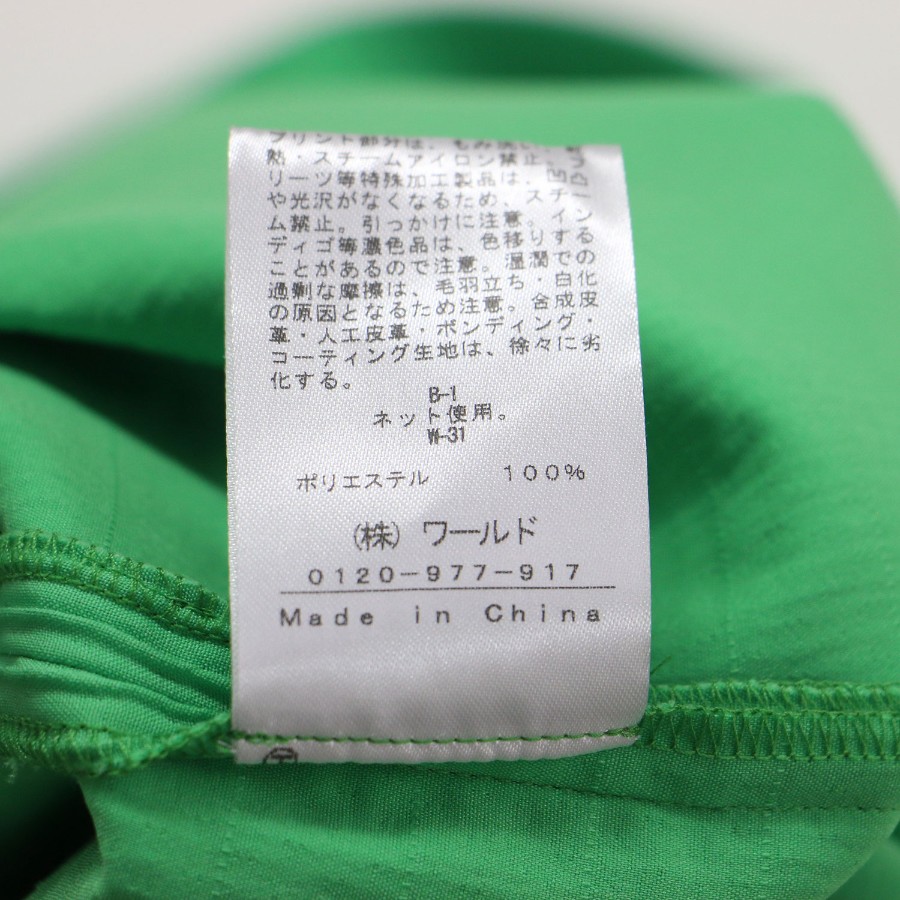 プリント部分は、もみ洗い
熱・スチームアイロン禁止。プ
リーツ等特殊加工製品は、凹凸
や光沢がなくなるため、スチー
ム禁止。引っかけに注意。イン
ディゴ等濃色品は、色移りする
ことがあるので注意。湿潤での
過剰な摩擦は、毛羽立ち・白化
の原因となるため注意。合成皮
革・人工皮革・ボンディング・
コーティング生地は、徐々に劣
化する。
B-1
ネット使用。
W-31
ポリエステル 100%
(株) ワールド
0120-977-917
Made in China